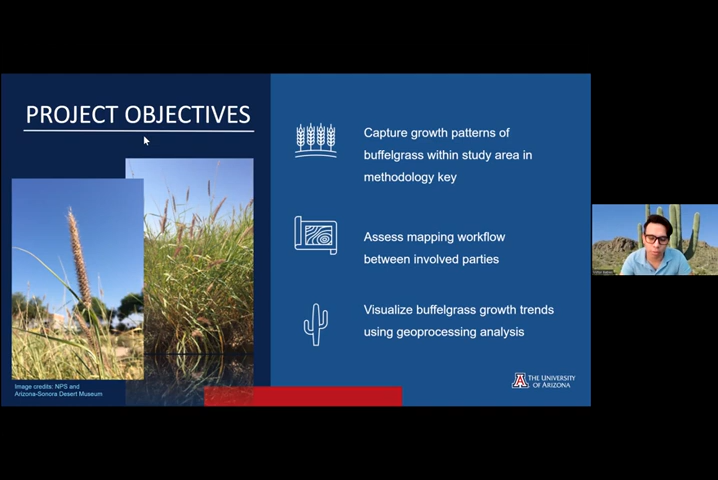 PROJECT OBJECTIVES
Capture growth patterns of
buffelgrass within study area in
methodology key
Assess mapping workflow
between involved parties
Visualize buffelgrass growth trends
using geoprocessing analysis
Image credits: NPS and
Arizona-Sonora Desert Museum
A
THE UNIVERSITY
OF ARIZONA